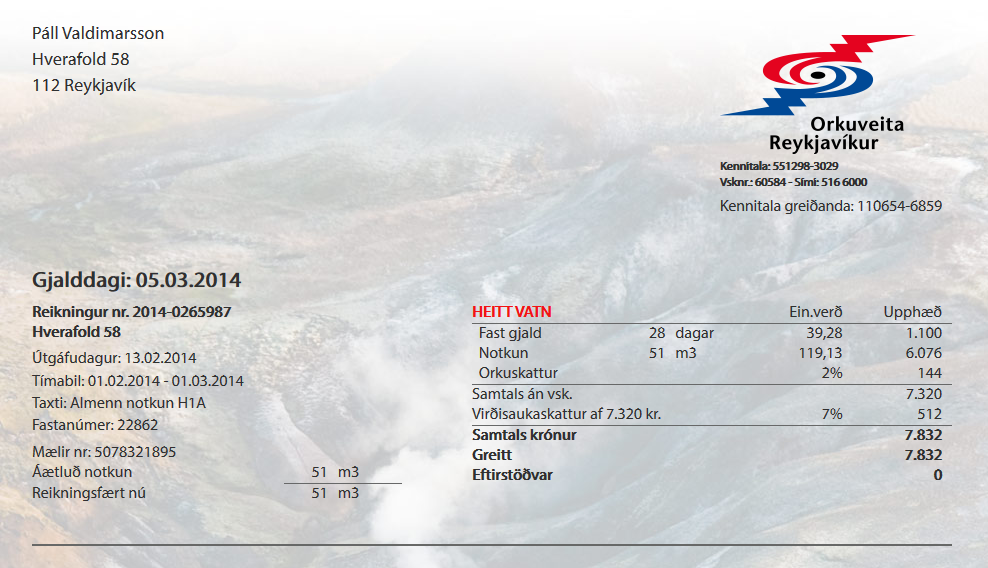 Páll Valdimarsson
Hverafold 58
112 Reykjavík
Orkuveita
Reykjavíkur
Kennitala: 551298-3029
Vsknr.: 60584 - Sími: 516 6000
Kennitala greiðanda: 110654-6859
Gjalddagi: 05.03.2014
Reikningur nr. 2014-0265987
Hverafold 58
Útgáfudagur: 13.02.2014
Tímabil: 01.02.2014 - 01.03.2014
Taxti: Almenn notkun H1A
Fastanúmer: 22862
Mælir nr: 5078321895
Áætluð notkun 51 m3
Reikningsfært nú 51 m3
HEITT VATN Ein.verð Upphæð
Fast gjald 28 dagar 39,28 1.100
Notkun 51 m3 119,13 6.076
Orkuskattur 2% 144
Samtals án vsk. 7.320
Virðisaukaskattur af 7.320 kr. 7% 512
Samtals krónur 7.832
Greitt 7.832
Eftirstöðvar 0